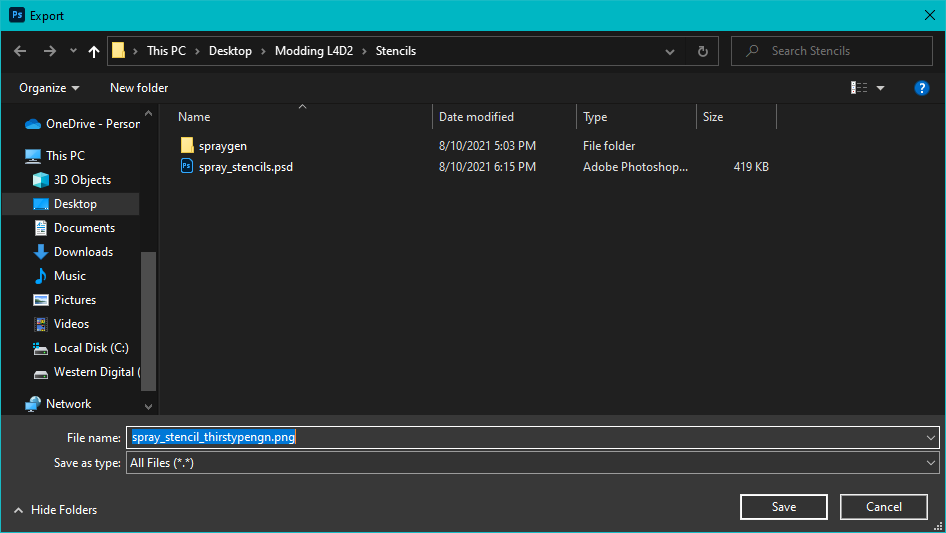 Ps Export
This PC Desktop Modding L4D2 Stencils Search Stencils
Organize New folder ?
OneDrive - Person
This PC
3D Objects
Desktop
Documents
Downloads
Music
Pictures
Videos
Local Disk (C:)
Western Digital (
Network
Name Date modified Type Size
spraygen 8/10/2021 5:03 PM File folder
Ps spray_stencils.psd 8/10/2021 6:15 PM Adobe Photoshop... 419 KB
File name: spray_stencil_thirstypengn.png
Save as type: All Files (*.*)
Hide Folders Save Cancel